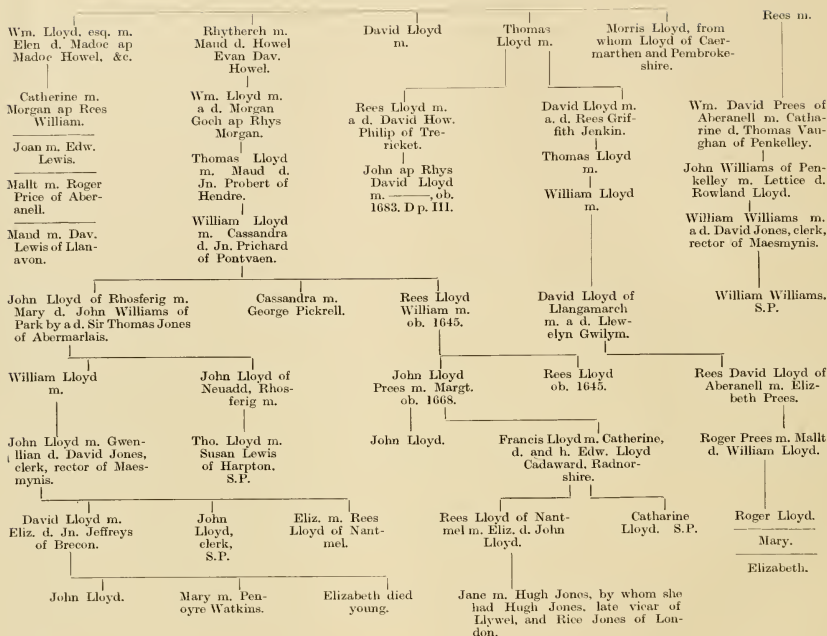 Wm. Lloyd, esq. m.
Elen d. Madoc ap
Madoc Howel, &c.
Rhytherch m.
Maud d. Howel
Evan Dav.
Howel.
David Lloyd
m.
Thomas
Lloyd m.
Morris Lloyd, from
whom Lloyd of Caer-
marthen and Pembroke-
shire.
Rees m.
Catherine m.
Morgan ap Rees
William.
Joan m. Edw.
Lewis.
Mallt m. Roger
Price of Aber-
anell.
Maud m. Dav.
Lewis of Llan-
avon.
Wm. Lloyd m.
a d. Morgan
Goch ap Rhys
Morgan.
Thomas Lloyd
m. Maud d.
Jn. Probert of
Hendre.
William Lloyd
m. Cassandra
d. Jn. Prichard
of Pontvaen.
Rees Lloyd m.
a d. David How.
Philip of Tre-
ricket.
John ap Rhys
David Lloyd
m. ——, ob.
1683. D p. III.
David Lloyd m.
a. d. Rees Grif-
fith Jenkin.
Thomas Lloyd
m.
William Lloyd
m.
Wm. David Prees of
Aberanell m. Catha-
rine d. Thomas Vau-
ghan of Penkelley.
John Williams of Pen-
kelley m. Lettice d.
Rowland Lloyd.
William Williams m.
a d. David Jones, clerk,
rector of Maesmynis.
John Lloyd of Rhosferig m.
Mary d. John Williams of
Park by a d. Sir Thomas Jones
of Abermarlais.
Cassandra m.
George Pickrell.
Rees Lloyd
William m.
ob. 1645.
David Lloyd of
Llangamarch
m. a d. Llew-
elyn Gwilym.
William Williams.
S.P.
William Lloyd
m.
John Lloyd of
Neuadd, Rhos-
ferig m.
John Lloyd
Prees m. Margt.
ob. 1668.
Rees Lloyd
ob. 1645.
Rees David Lloyd of
Aberanell m. Eliz-
beth Prees.
John Lloyd m. Gwen-
llian d. David Jones,
clerk, rector of Maes-
mynis.
Tho. Lloyd m.
Susan Lewis
of Harpton.
S.P.
John Lloyd.
Francis Lloyd m. Catherine,
d. and h. Edw. Lloyd
Cadaward, Radnor-
shire.
Roger Prees m. Mallt
d. William Lloyd.
David Lloyd m.
Eliz. d. Jn. Jeffreys
of Brecon.
John
Lloyd,
clerk,
S.P.
Eliz. m. Rees
Lloyd of Nant-
mel.
Rees Lloyd of Nant-
mel m. Eliz. d. John
Lloyd.
Catharine
Lloyd. S.P.
Roger Lloyd.
Mary.
Elizabeth.
John Lloyd.
Mary m. Pen-
oyre Watkins.
Elizabeth died
young.
Jane m. Hugh Jones, by whom she
had Hugh Jones, late vicar of
Llywel, and Rice Jones of Lon-
don.